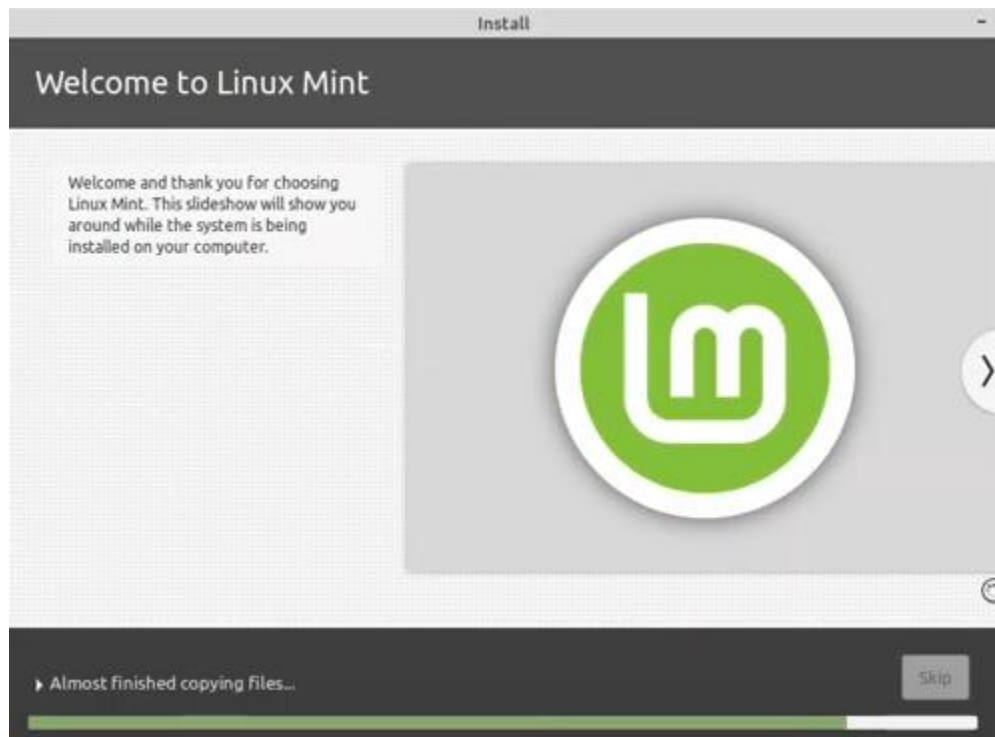 Install
Welcome to Linux Mint
Welcome and thank you for choosing
Linux Mint. This slideshow will show you
around while the system is being
installed on your computer.
lm
Almost finished copying files...
Skip